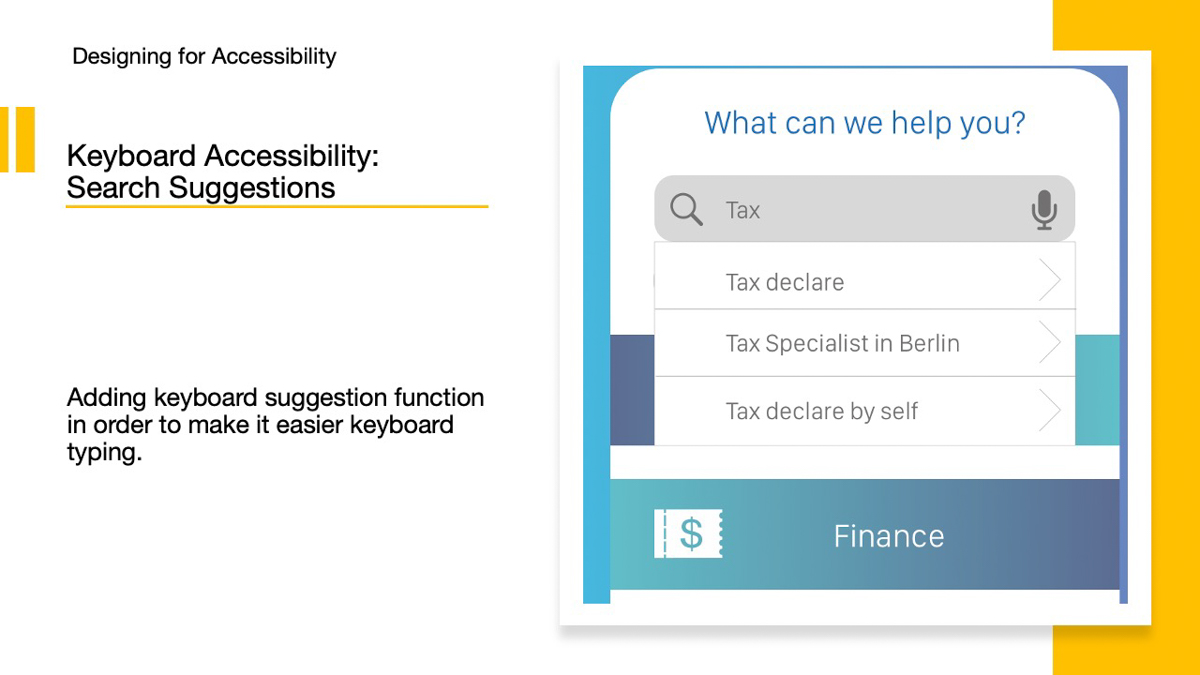 Designing for Accessibility
Keyboard Accessibility:
Search Suggestions
Adding keyboard suggestion function
in order to make it easier keyboard
typing.
What can we help you?
Tax
Tax declare
Tax Specialist in Berlin
Tax declare by self
$
Finance